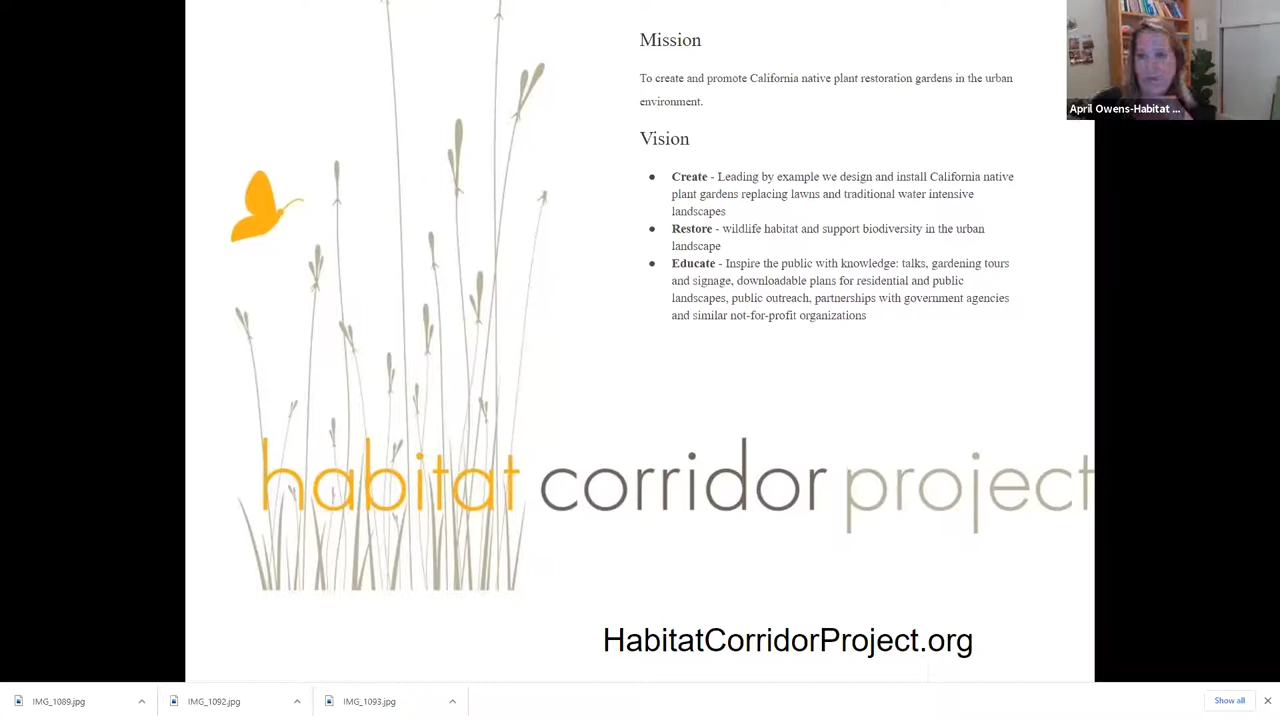 Mission
To create and promote California native plant restoration gardens in the urban
environment.
Vision
● Create - Leading by example we design and install California native
plant gardens replacing lawns and traditional water intensive
landscapes
● Restore - wildlife habitat and support biodiversity in the urban
landscape
● Educate - Inspire the public with knowledge: talks, gardening tours
and signage, downloadable plans for residential and public
landscapes, public outreach, partnerships with government agencies
and similar not-for-profit organizations
April Owens-Habitat ...
habitat corridor project
HabitatCorridorProject.org
IMG_1089.jpg
IMG_1092.jpg
IMG_1093.jpg
Show all